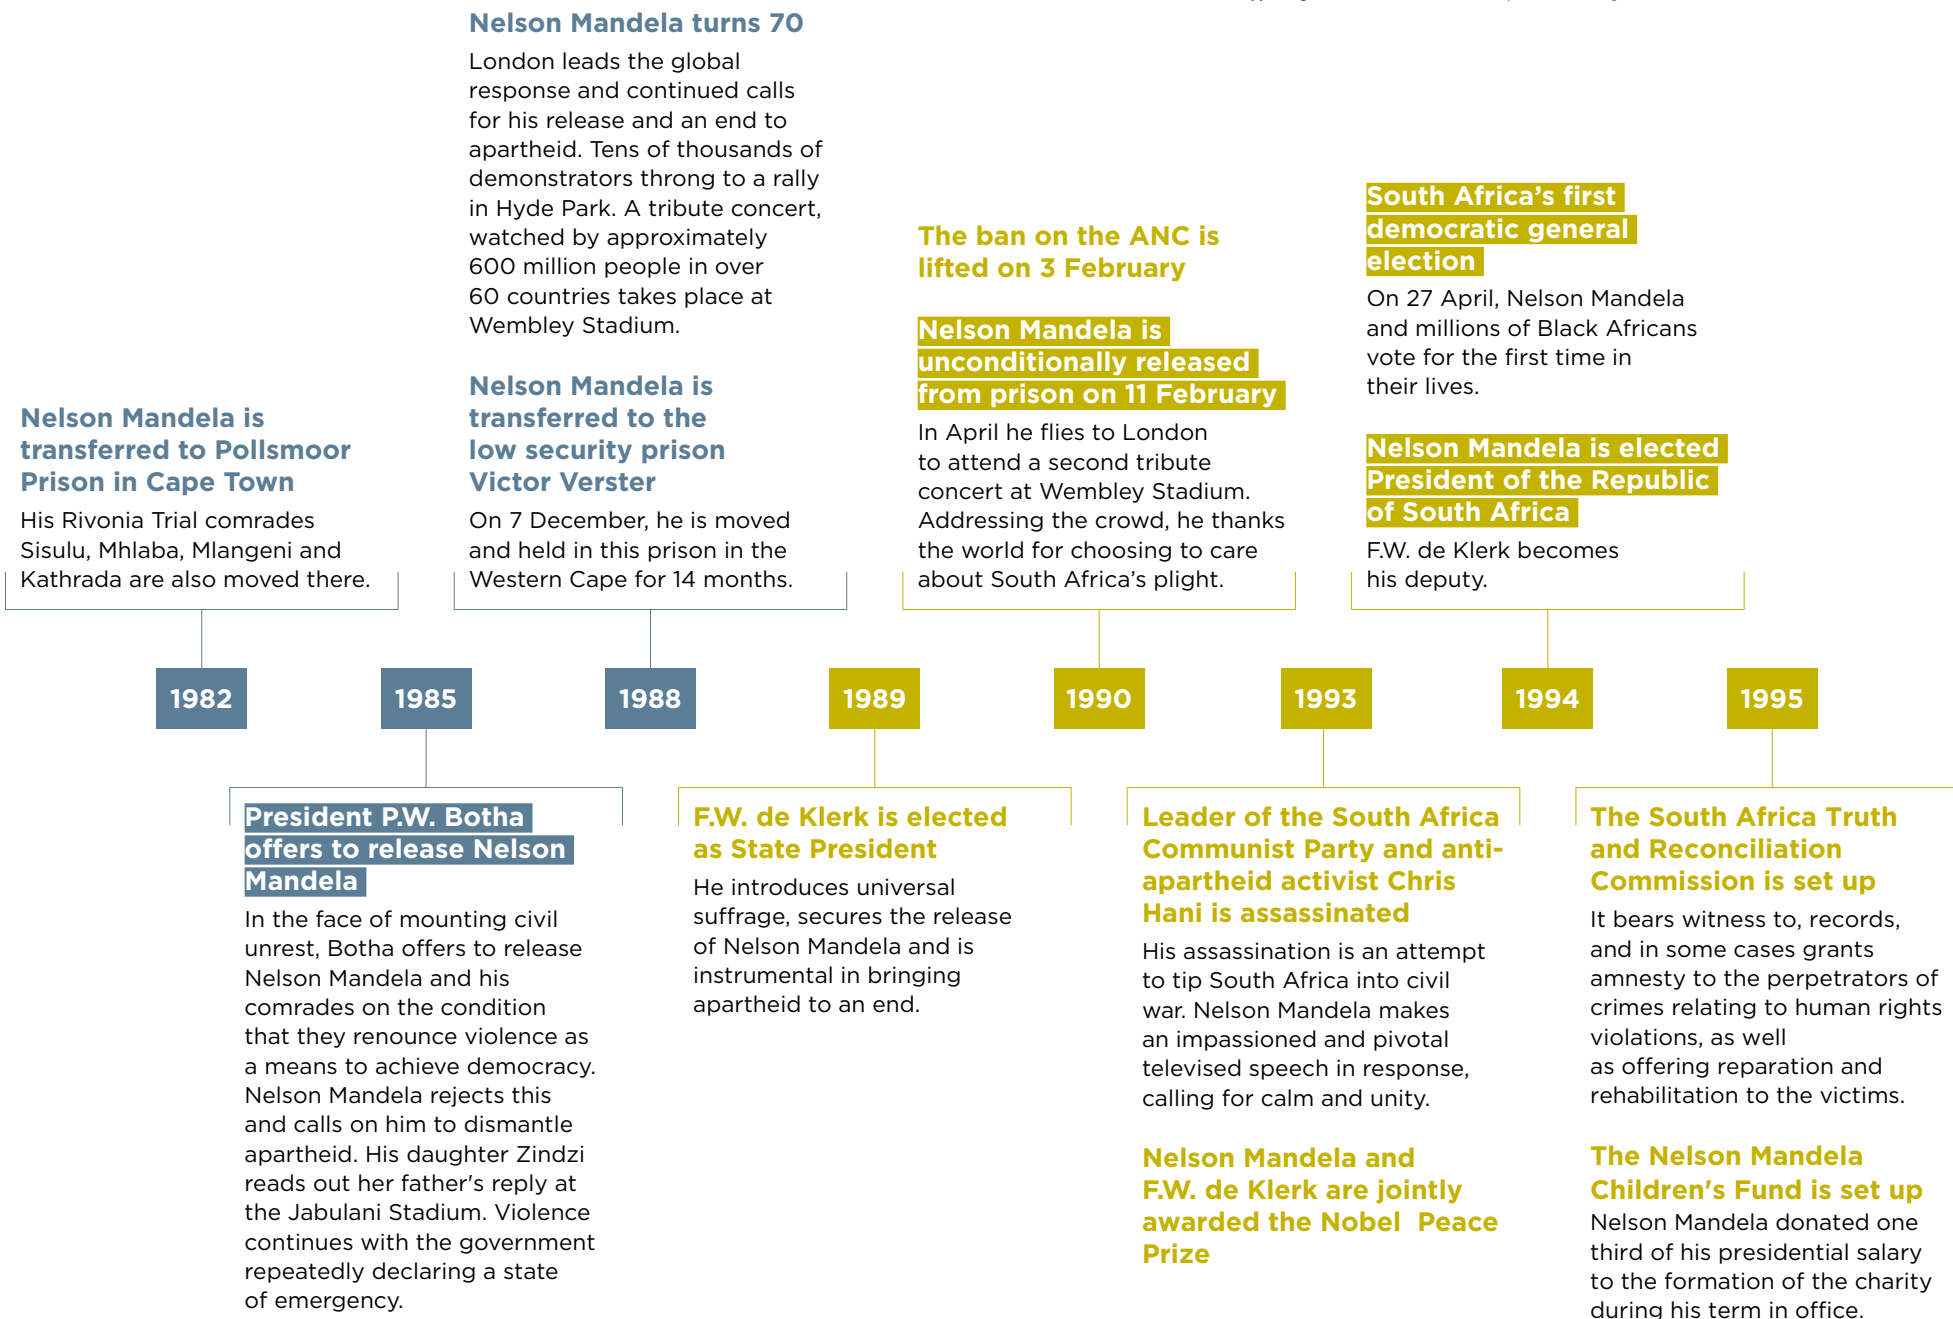 Nelson Mandela turns 70
London leads the global
response and continued calls
for his release and an end to
apartheid. Tens of thousands of
demonstrators throng to a rally
in Hyde Park. A tribute concert,
watched by approximately
600 million people in over
60 countries takes place at
Wembley Stadium.
Nelson Mandela is
transferred to the
low security prison
Victor Verster
On 7 December, he is moved
and held in this prison in the
Western Cape for 14 months.
Nelson Mandela is
transferred to Pollsmoor
Prison in Cape Town
His Rivonia Trial comrades
Sisulu, Mhlaba, Mlangeni and
Kathrada are also moved there.
The ban on the ANC is
lifted on 3 February
Nelson Mandela is
unconditionally released
from prison on 11 February
In April he flies to London
to attend a second tribute
concert at Wembley Stadium.
Addressing the crowd, he thanks
the world for choosing to care
about South Africa’s plight.
South Africa’s first
democratic general
election
On 27 April, Nelson Mandela
and millions of Black Africans
vote for the first time in
their lives.
Nelson Mandela is elected
President of the Republic
of South Africa
F.W. de Klerk becomes
his deputy.
1982
1985
1988
1989
1990
1993
1994
1995
President P.W. Botha
offers to release Nelson
Mandela
In the face of mounting civil
unrest, Botha offers to release
Nelson Mandela and his
comrades on the condition
that they renounce violence as
a means to achieve democracy.
Nelson Mandela rejects this
and calls on him to dismantle
apartheid. His daughter Zindzi
reads out her father's reply at
the Jabulani Stadium. Violence
continues with the government
repeatedly declaring a state
of emergency.
F.W. de Klerk is elected
as State President
He introduces universal
suffrage, secures the release
of Nelson Mandela and is
instrumental in bringing
apartheid to an end.
Leader of the South Africa
Communist Party and anti-
apartheid activist Chris
Hani is assassinated
His assassination is an attempt
to tip South Africa into civil
war. Nelson Mandela makes
an impassioned and pivotal
televised speech in response,
calling for calm and unity.
Nelson Mandela and
F.W. de Klerk are jointly
awarded the Nobel  Peace
Prize
The South Africa Truth
and Reconciliation
Commission is set up
It bears witness to, records,
and in some cases grants
amnesty to the perpetrators of
crimes relating to human rights
violations, as well
as offering reparation and
rehabilitation to the victims.
The Nelson Mandela
Children's Fund is set up
Nelson Mandela donated one
third of his presidential salary
to the formation of the charity
during his term in office.